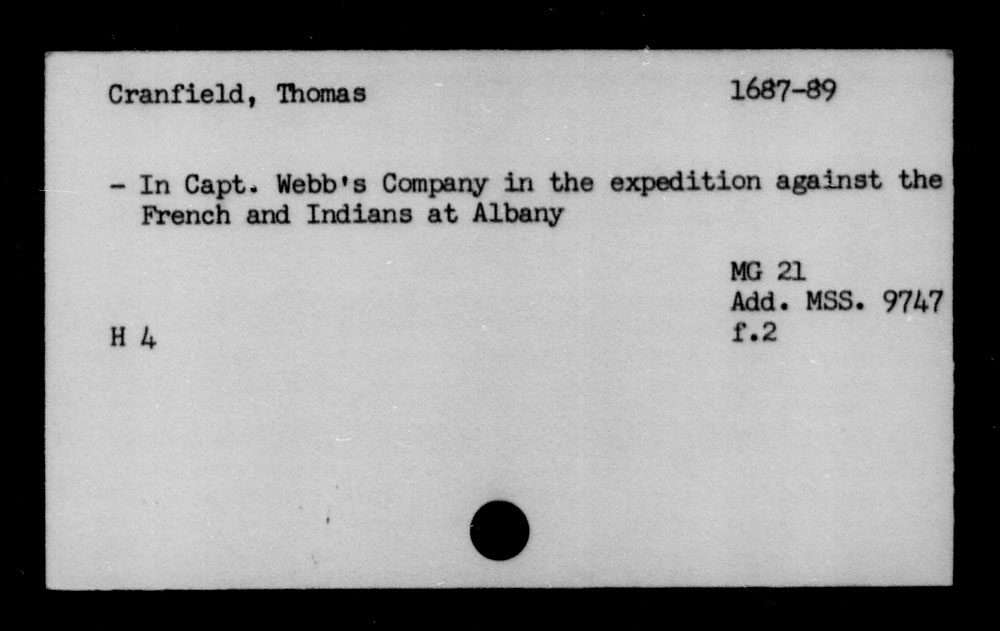 Cranfield, Thomas 1687-89
- In Capt. Webb's Company in the expedition against the
French and Indians at Albany
MG 21
Add. MSS. 9747
H 4 f.2